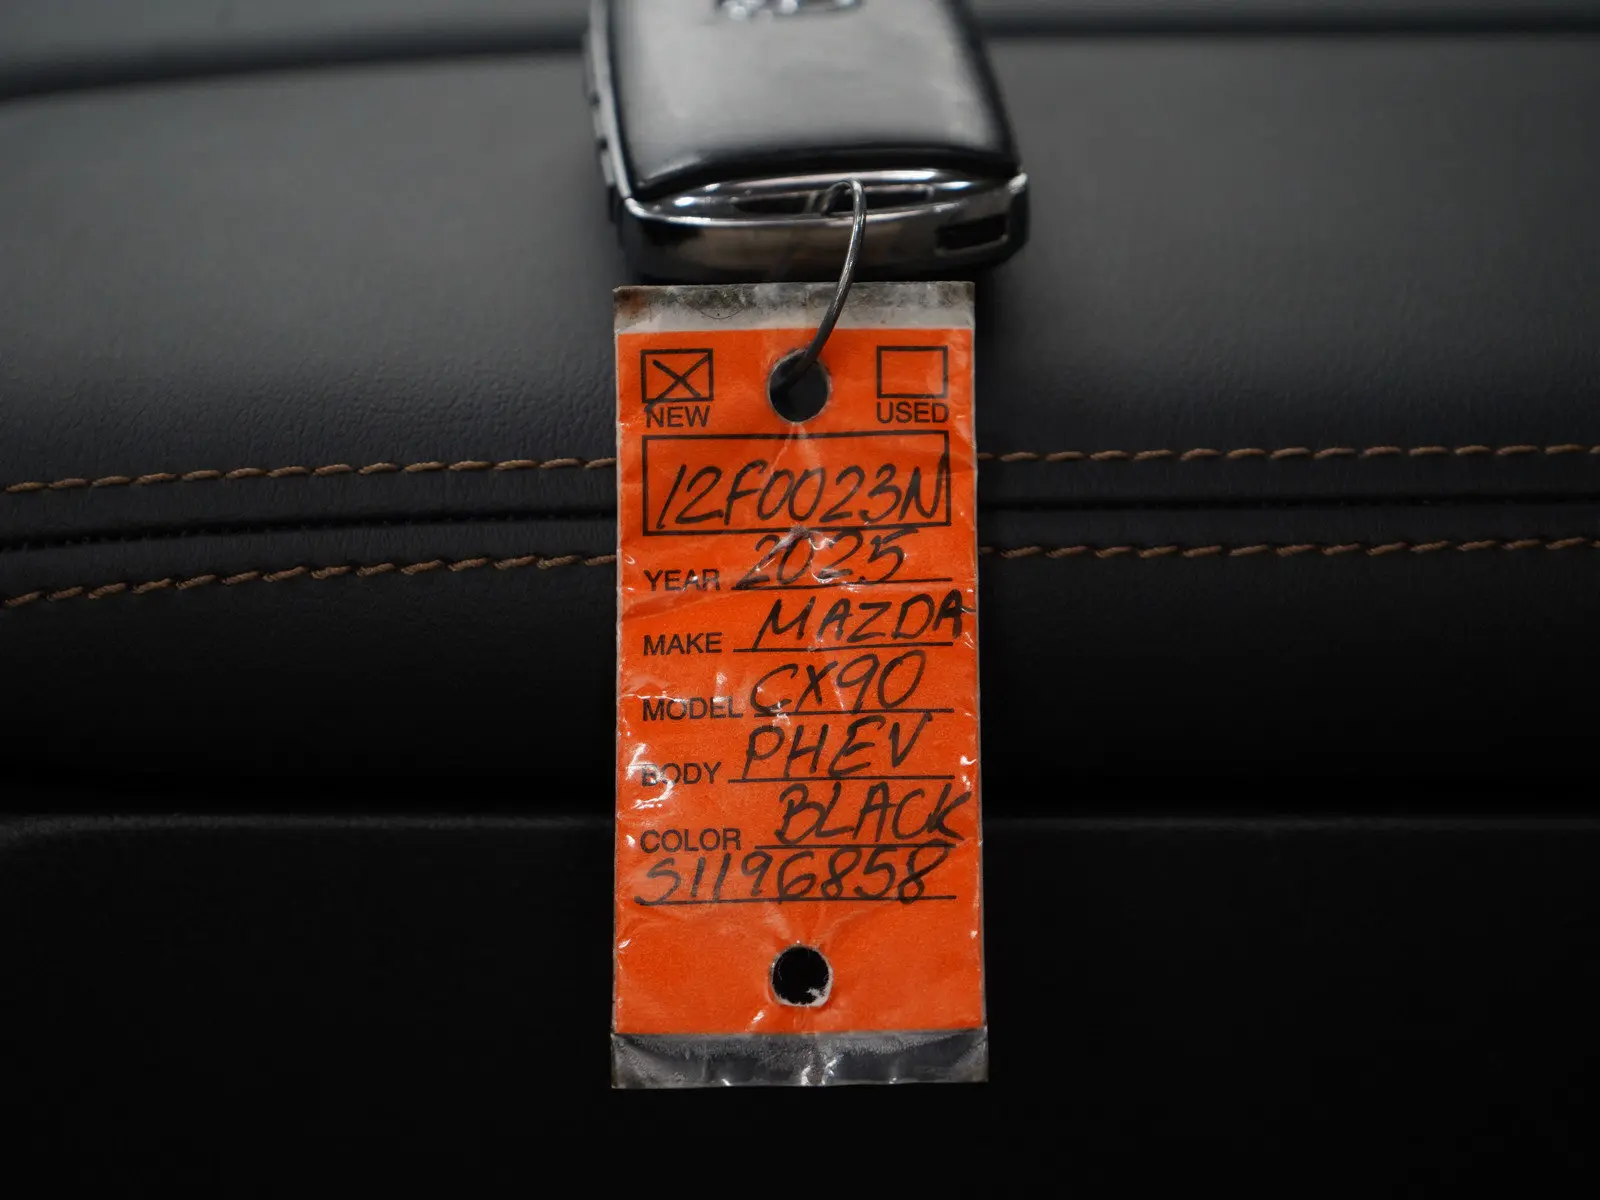 NEW USED
12F0023N
YEAR 2025
MAKE MAZDA
MODEL CX90
BODY PHEV
COLOR BLACK
S1196858